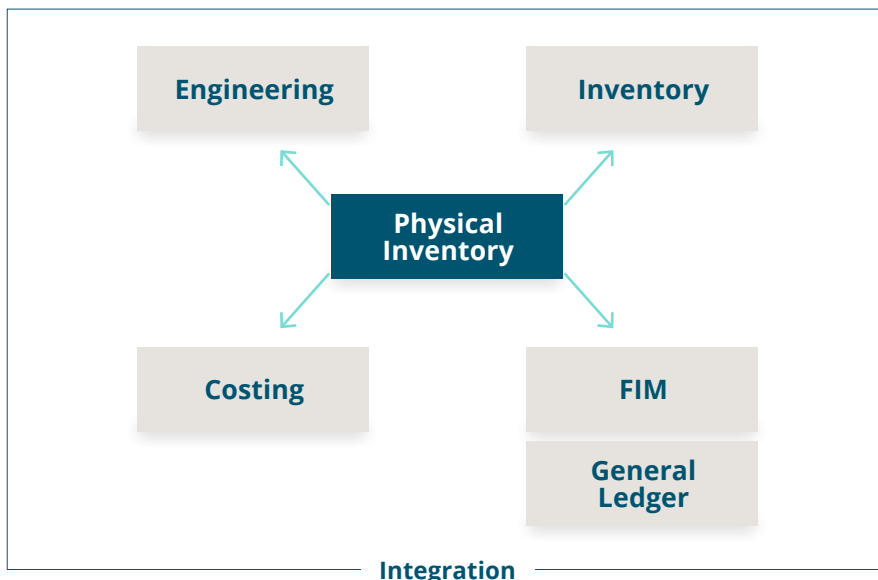 Engineering
Inventory
Physical
Inventory
Costing
FIM
General
Ledger
Integration